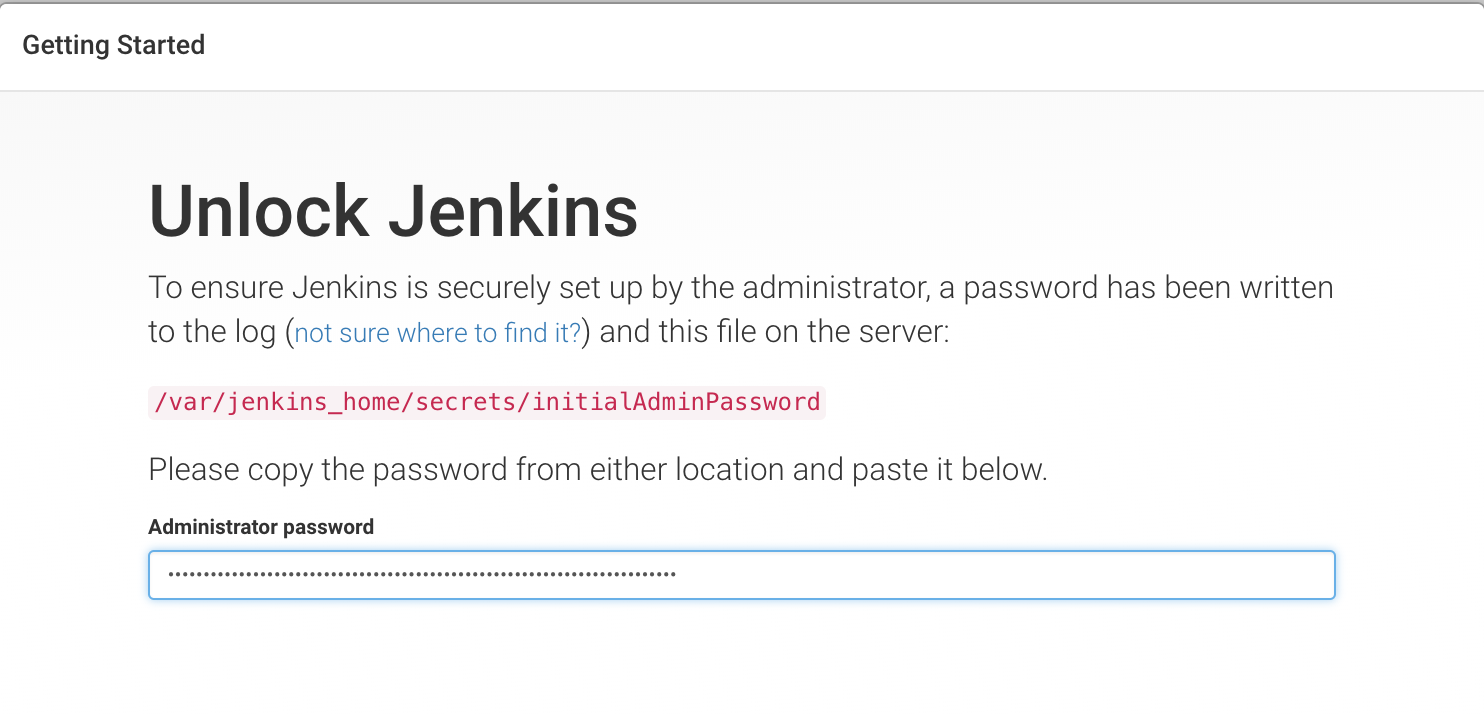 Getting Started
Unlock Jenkins
To ensure Jenkins is securely set up by the administrator, a password has been written
to the log (not sure where to find it?) and this file on the server:
/var/jenkins_home/secrets/initialAdminPassword
Please copy the password from either location and paste it below.
Administrator password